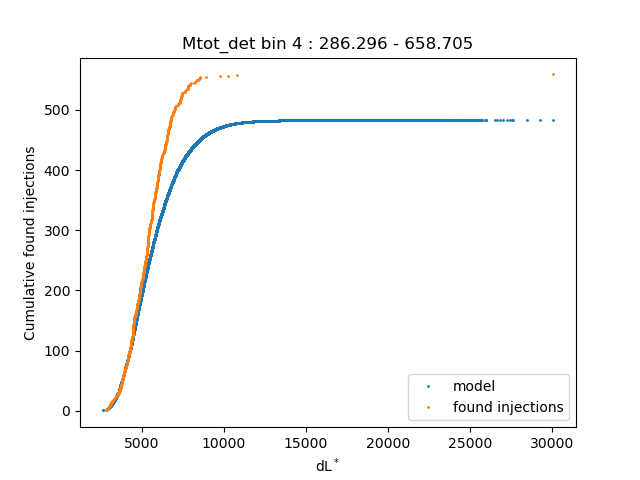 Mtot_det bin 4 : 286.296 - 658.705
Cumulative found injections
500
400
300
200
100
0
5000 10000 15000 20000 25000 30000
dL*
model
found injections